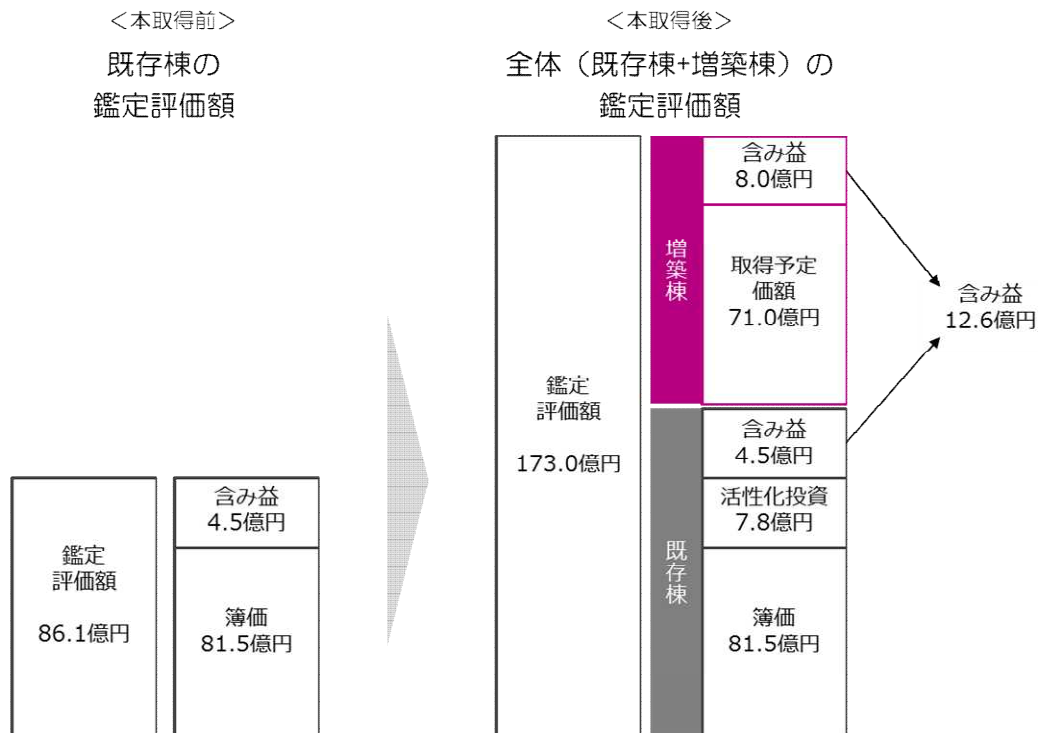 ＜本取得前＞
既存棟の
鑑定評価額
鑑定
評価額
86.1億円
含み益
4.5億円
簿価
81.5億円
＜本取得後＞
全体（既存棟+増築棟）の
鑑定評価額
鑑定
評価額
173.0億円
増築棟
含み益
8.0億円
取得予定
価額
71.0億円
既存棟
含み益
4.5億円
活性化投資
7.8億円
簿価
81.5億円
含み益
12.6億円